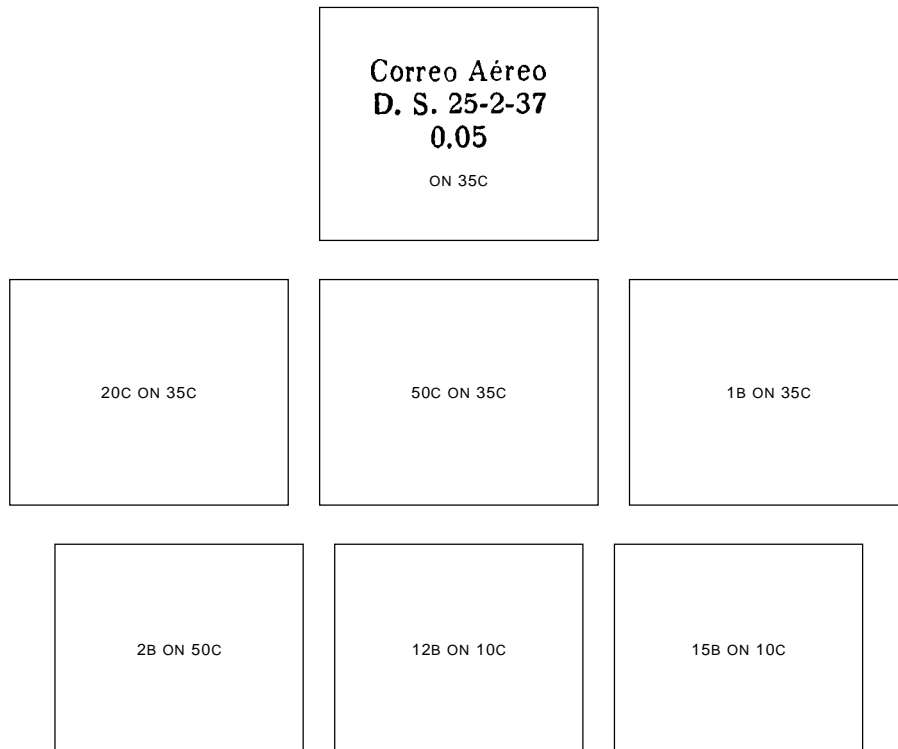 Correo Aéreo
D. S. 25-2-37
0.05
ON 35C
20C ON 35C
50C ON 35C
1B ON 35C
2B ON 50C
12B ON 10C
15B ON 10C